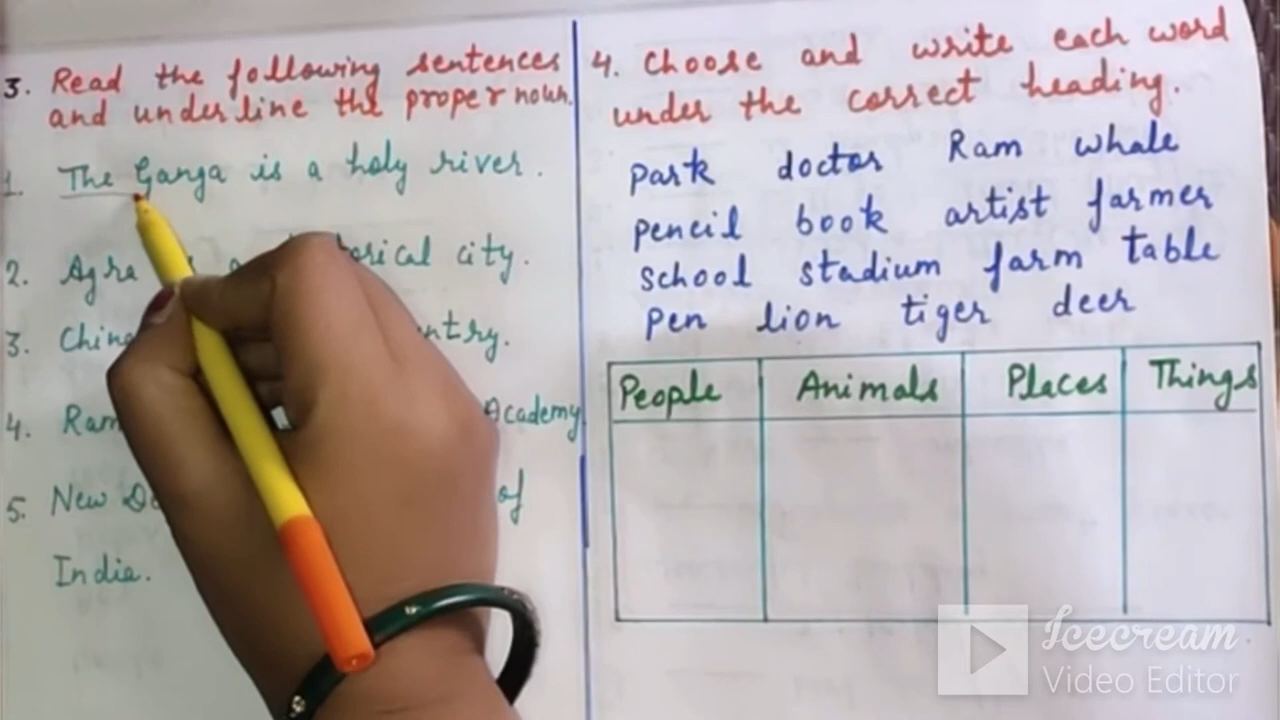 3. Read the following sentences
and underline the proper noun.
1. The Ganga is a holy river.
2. Agra city.
3.
4. Academy
5. New of
India.
4. Choose and write each word
under the correct heading.
park doctor Ram whale
pencil book artist farmer
school stadium farm table
pen lion tiger deer
People Animals Places Things
Icecream
Video Editor